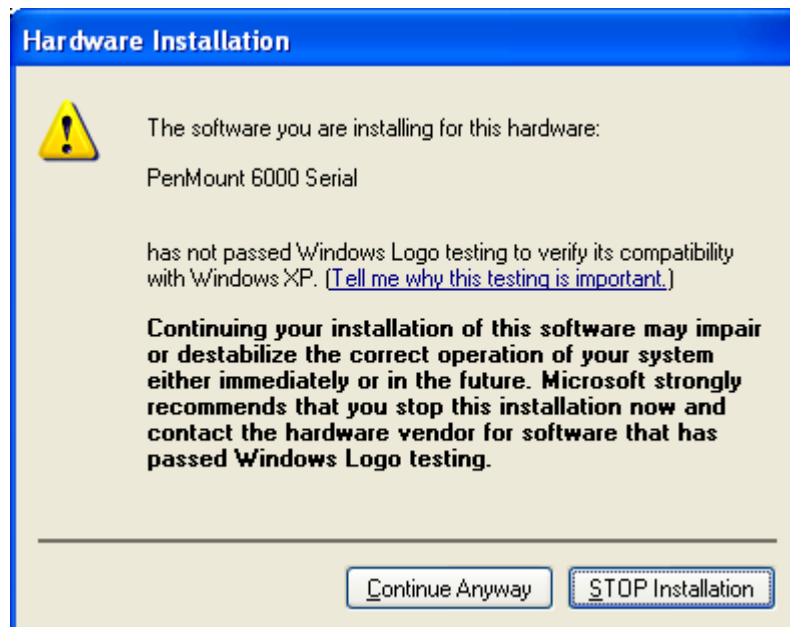 Hardware Installation
The software you are installing for this hardware:
PenMount 6000 Serial
has not passed Windows Logo testing to verify its compatibility
with Windows XP. (Tell me why this testing is important.)
Continuing your installation of this software may impair
or destabilize the correct operation of your system
either immediately or in the future. Microsoft strongly
recommends that you stop this installation now and
contact the hardware vendor for software that has
passed Windows Logo testing.
Continue Anyway
STOP Installation